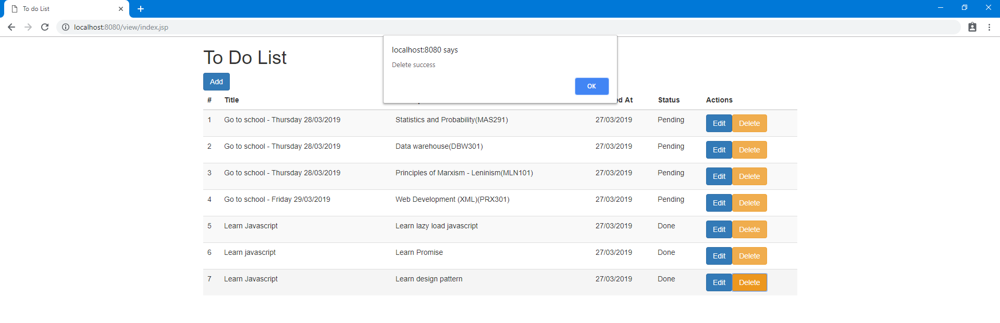 To do List
localhost:8080/view/index.jsp
localhost:8080 says
Delete success
OK
To Do List
Add
# Title ed At Status Actions
1 Go to school - Thursday 28/03/2019 Statistics and Probability(MAS291) 27/03/2019 Pending Edit Delete
2 Go to school - Thursday 28/03/2019 Data warehouse(DBW301) 27/03/2019 Pending Edit Delete
3 Go to school - Thursday 28/03/2019 Principles of Marxism - Leninism(MLN101) 27/03/2019 Pending Edit Delete
4 Go to school - Friday 29/03/2019 Web Development (XML)(PRX301) 27/03/2019 Pending Edit Delete
5 Learn Javascript Learn lazy load javascript 27/03/2019 Done Edit Delete
6 Learn javascript Learn Promise 27/03/2019 Done Edit Delete
7 Learn Javascript Learn design pattern 27/03/2019 Done Edit Delete